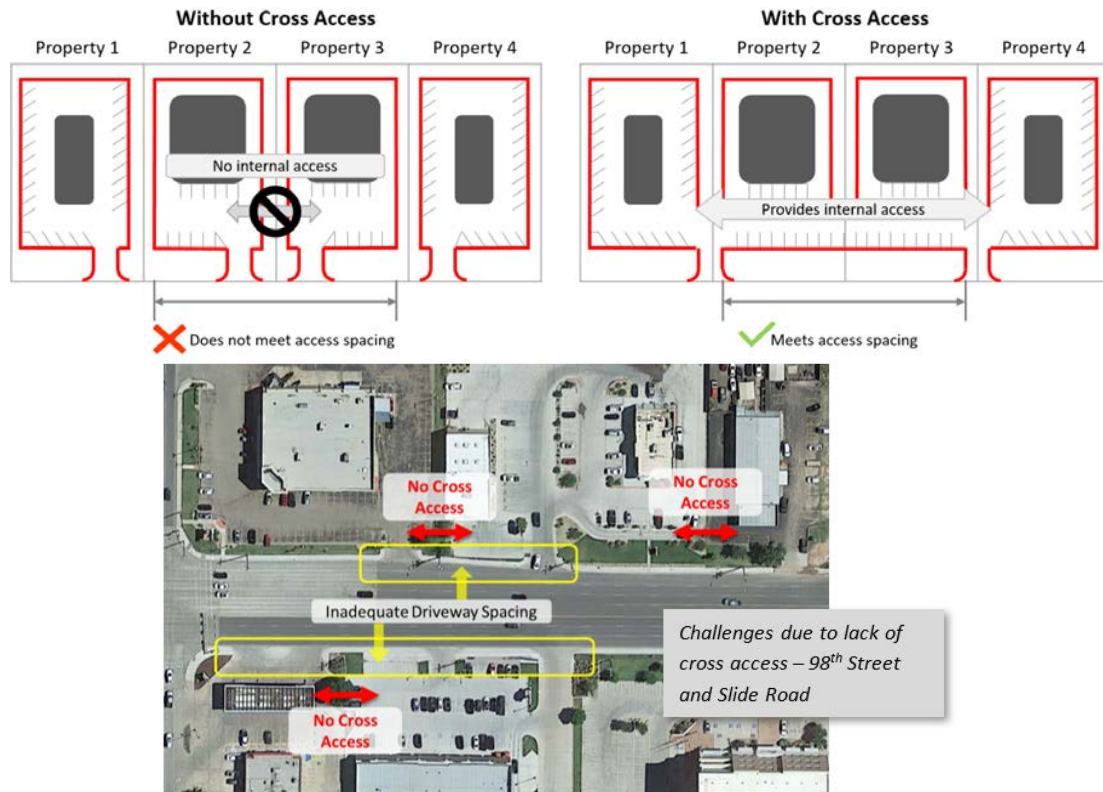 Without Cross Access
Property 1 Property 2 Property 3 Property 4
No internal access
Does not meet access spacing
With Cross Access
Property 1 Property 2 Property 3 Property 4
Provides internal access
Meets access spacing
No Cross
Access
No Cross
Access
Inadequate Driveway Spacing
No Cross
Access
Challenges due to lack of
cross access – 98th Street
and Slide Road